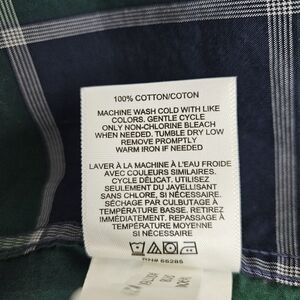 100% COTTON/COTON
MACHINE WASH COLD WITH LIKE
COLORS. GENTLE CYCLE
ONLY NON-CHLORINE BLEACH
WHEN NEEDED. TUMBLE DRY LOW
REMOVE PROMPTLY
WARM IRON IF NEEDED
LAVER À LA MACHINE À L'EAU FROIDE
AVEC COULEURS SIMILAIRES.
CYCLE DÉLICAT. UTILISEZ
SEULEMENT DU JAVELLISANT
SANS CHLORE SI NÉCESSAIRE.
SÉCHAGE PAR CULBUTAGE À
TEMPÉRATURE BASSE. RETIREZ
IMMÉDIATEMENT. REPASSAGE À
TEMPÉRATURE MOYENNE
SI NÉCESSAIRE
RN# 66285